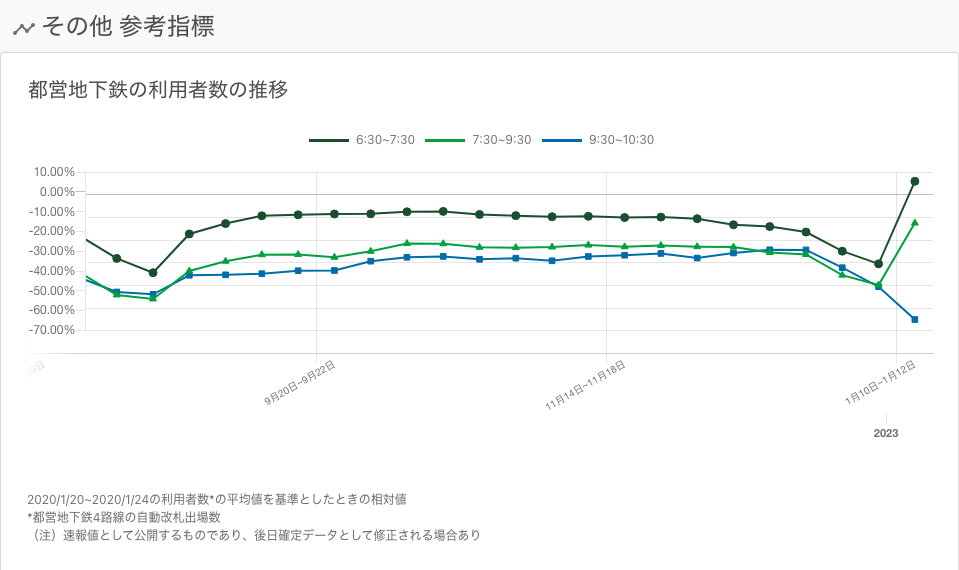 その他 参考指標
都営地下鉄の利用者数の推移
6:30~7:30 7:30~9:30 9:30~10:30
10.00%
0.00%
-10.00%
-20.00%
-30.00%
-40.00%
-50.00%
-60.00%
-70.00%
9月20日~9月22日 11月14日~11月18日 1月10日~1月12日
2023
2020/1/20~2020/1/24の利用者数*の平均値を基準としたときの相対値
*都営地下鉄4路線の自動改札出場数
（注）速報値として公開するものであり、後日確定データとして修正される場合あり